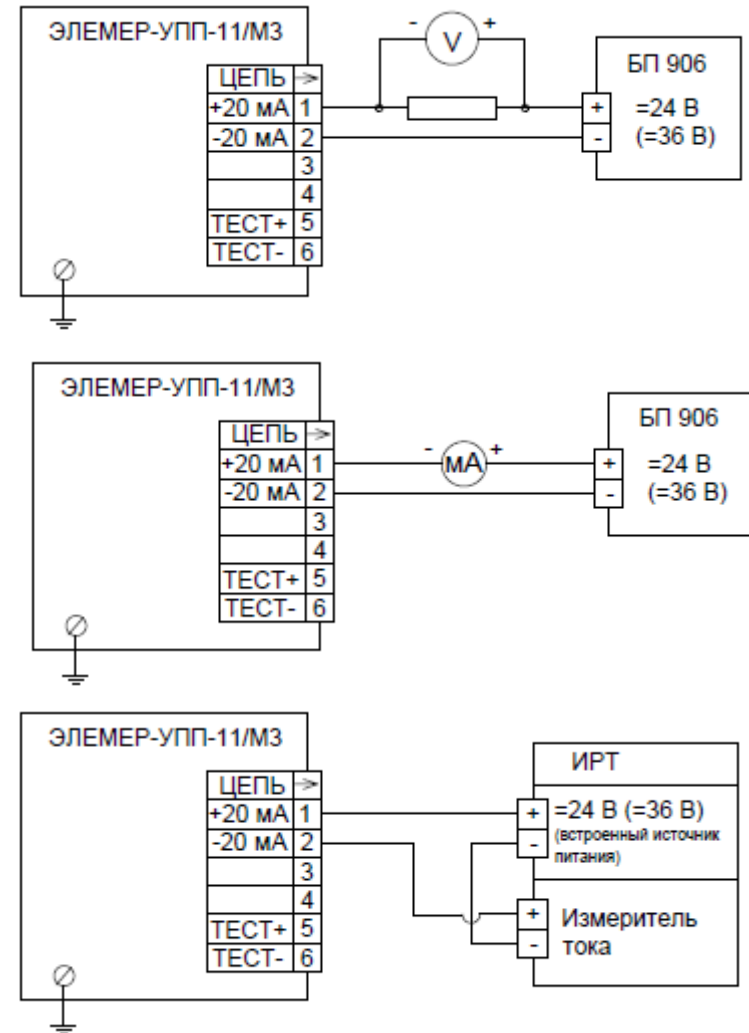 ЭЛЕМЕР-УПП-11/М3
ЦЕПЬ
+20 мА 1
-20 мА 2
3
4
ТЕСТ+ 5
ТЕСТ- 6
- V +
БП 906
+ =24 В
- (=36 В)
ЭЛЕМЕР-УПП-11/М3
ЦЕПЬ
+20 мА 1
-20 мА 2
3
4
ТЕСТ+ 5
ТЕСТ- 6
- мА +
БП 906
+ =24 В
- (=36 В)
ЭЛЕМЕР-УПП-11/М3
ЦЕПЬ
+20 мА 1
-20 мА 2
3
4
ТЕСТ+ 5
ТЕСТ- 6
ИРТ
+ =24 В (=36 В)
- (встроенный источник
питания)
+ Измеритель
- тока